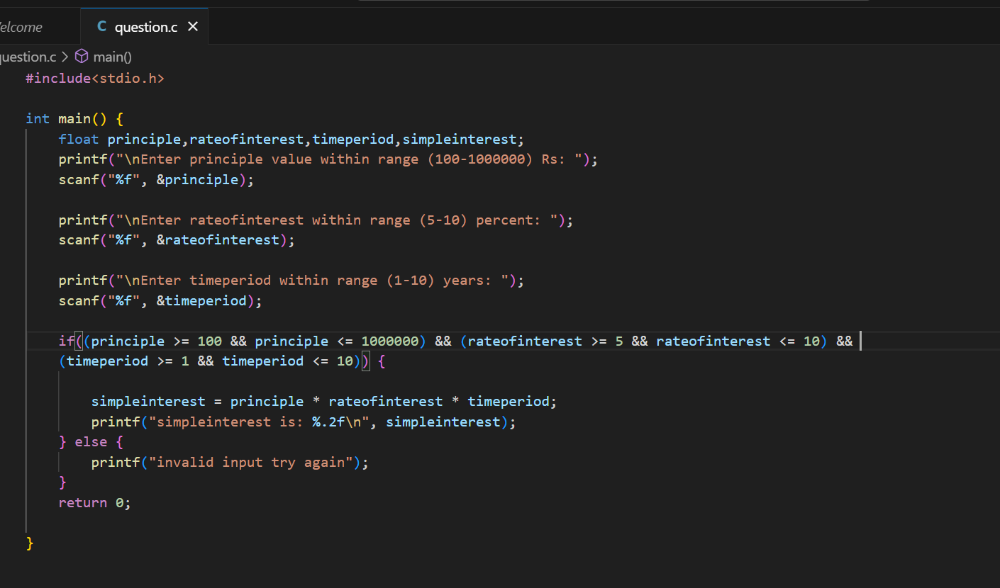 elcome
C question.c ×
question.c > main()
#include<stdio.h>
int main() {
    float principle,rateofinterest,timeperiod,simpleinterest;
    printf("\nEnter principle value within range (100-1000000) Rs: ");
    scanf("%f", &principle);
    printf("\nEnter rateofinterest within range (5-10) percent: ");
    scanf("%f", &rateofinterest);
    printf("\nEnter timeperiod within range (1-10) years: ");
    scanf("%f", &timeperiod);
    if((principle >= 100 && principle <= 1000000) && (rateofinterest >= 5 && rateofinterest <= 10) &&
    (timeperiod >= 1 && timeperiod <= 10)) {
        simpleinterest = principle * rateofinterest * timeperiod;
        printf("simpleinterest is: %.2f\n", simpleinterest);
    } else {
        printf("invalid input try again");
    }
    return 0;
}